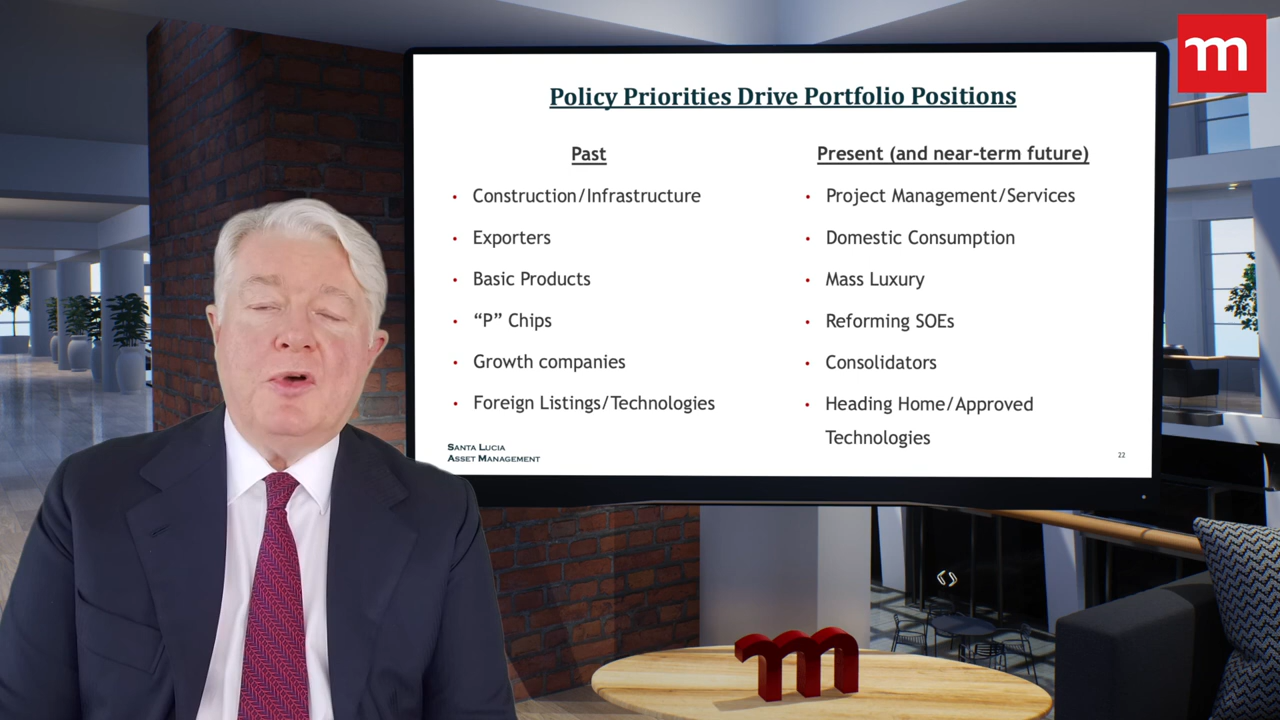 m
Policy Priorities Drive Portfolio Positions
Past
Present (and near-term future)
• Construction/Infrastructure
• Project Management/Services
• Exporters
• Domestic Consumption
• Basic Products
• Mass Luxury
• “P” Chips
• Reforming SOEs
• Growth companies
• Consolidators
• Foreign Listings/Technologies
• Heading Home/Approved
Technologies
SANTA LUCIA
ASSET MANAGEMENT
22
m